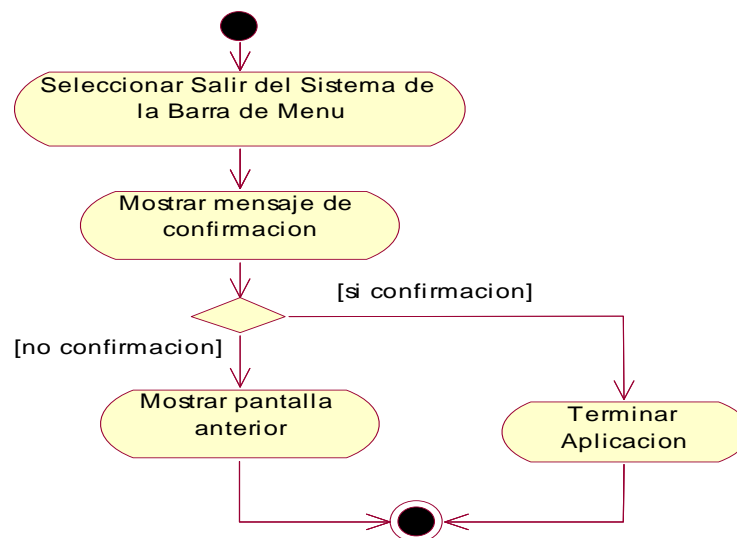 Seleccionar Salir del Sistema de
la Barra de Menu
Mostrar mensaje de
confirmacion
[si confirmacion]
[no confirmacion]
Mostrar pantalla
anterior
Terminar
Aplicacion